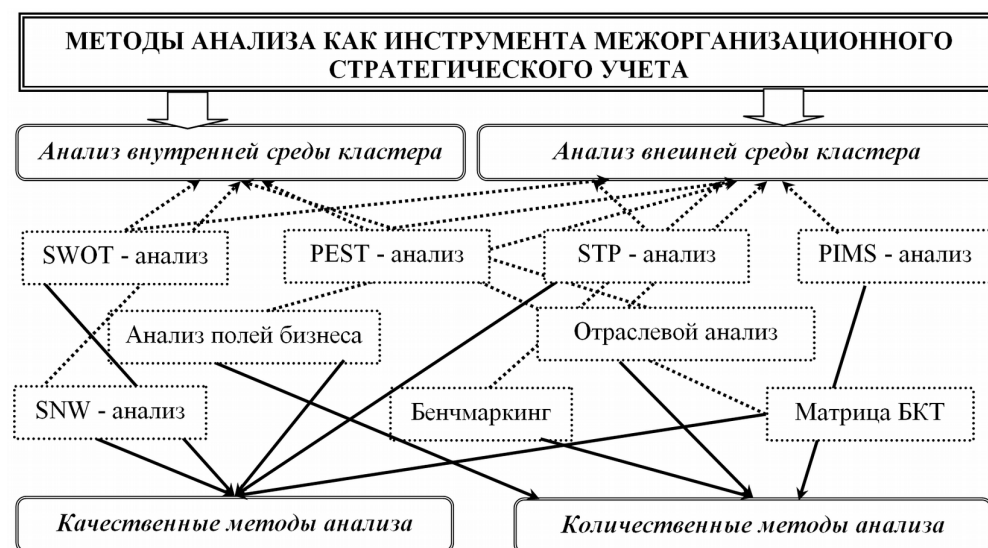 МЕТОДЫ АНАЛИЗА КАК ИНСТРУМЕНТА МЕЖОРГАНИЗАЦИОННОГО
СТРАТЕГИЧЕСКОГО УЧЕТА
Анализ внутренней среды кластера
Анализ внешней среды кластера
SWOT - анализ
PEST - анализ
STP - анализ
PIMS - анализ
Анализ полей бизнеса
Отраслевой анализ
SNW - анализ
Бенчмаркинг
Матрица БКТ
Качественные методы анализа
Количественные методы анализа